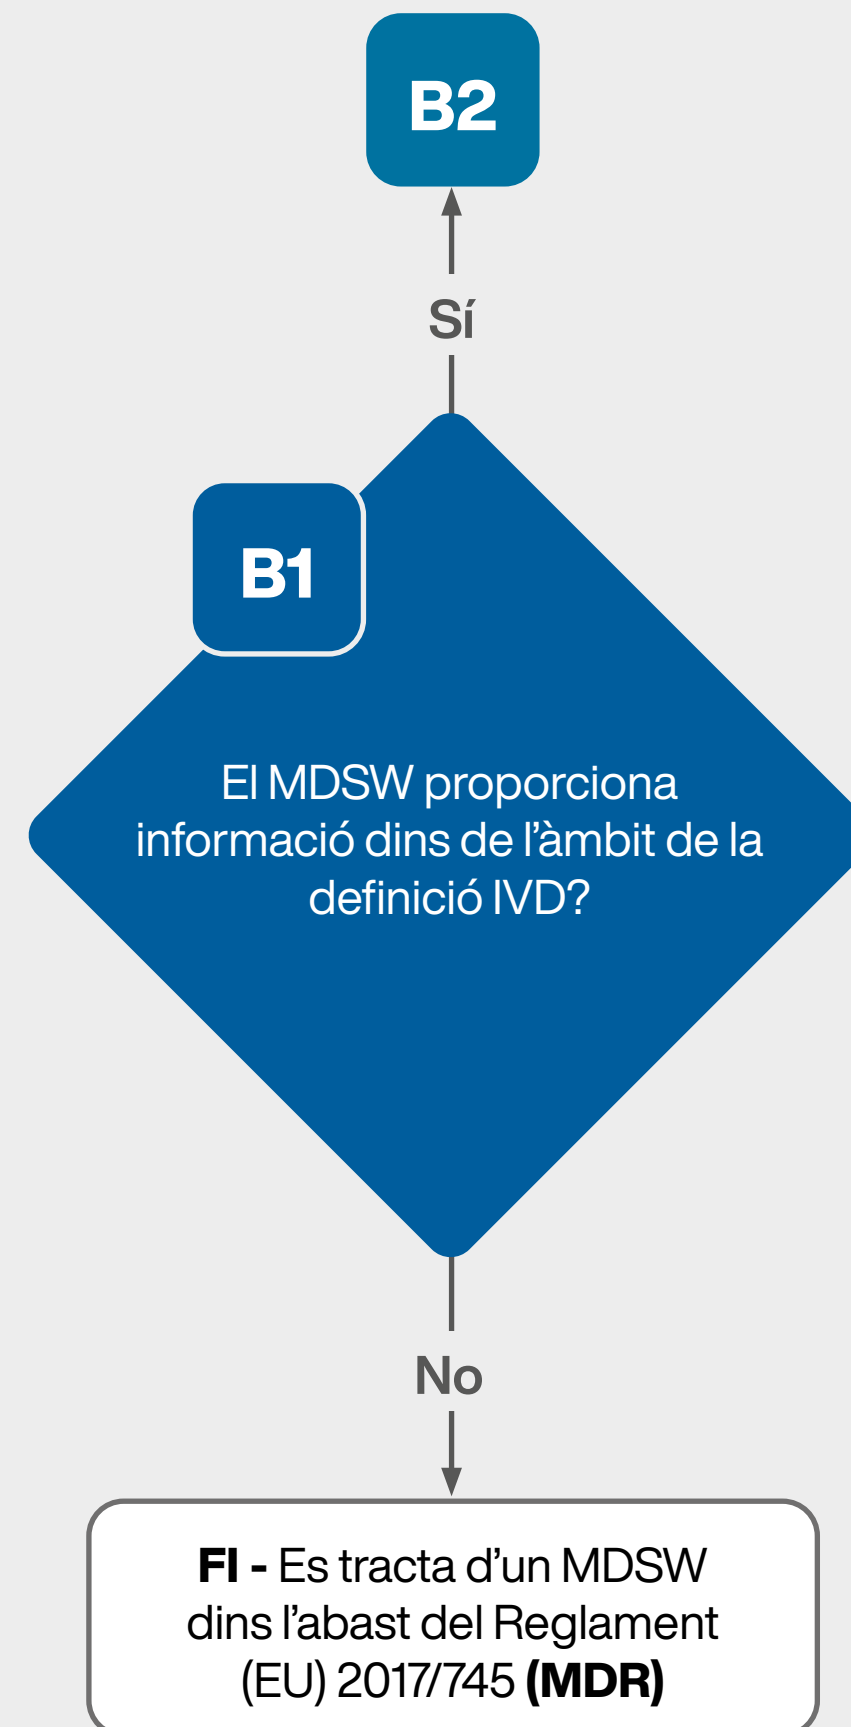 B2
Sí
B1
El MDSW proporciona
informació dins de l’àmbit de la
definició IVD?
No
FI - Es tracta d’un MDSW
dins l’abast del Reglament
(EU) 2017/745 (MDR)